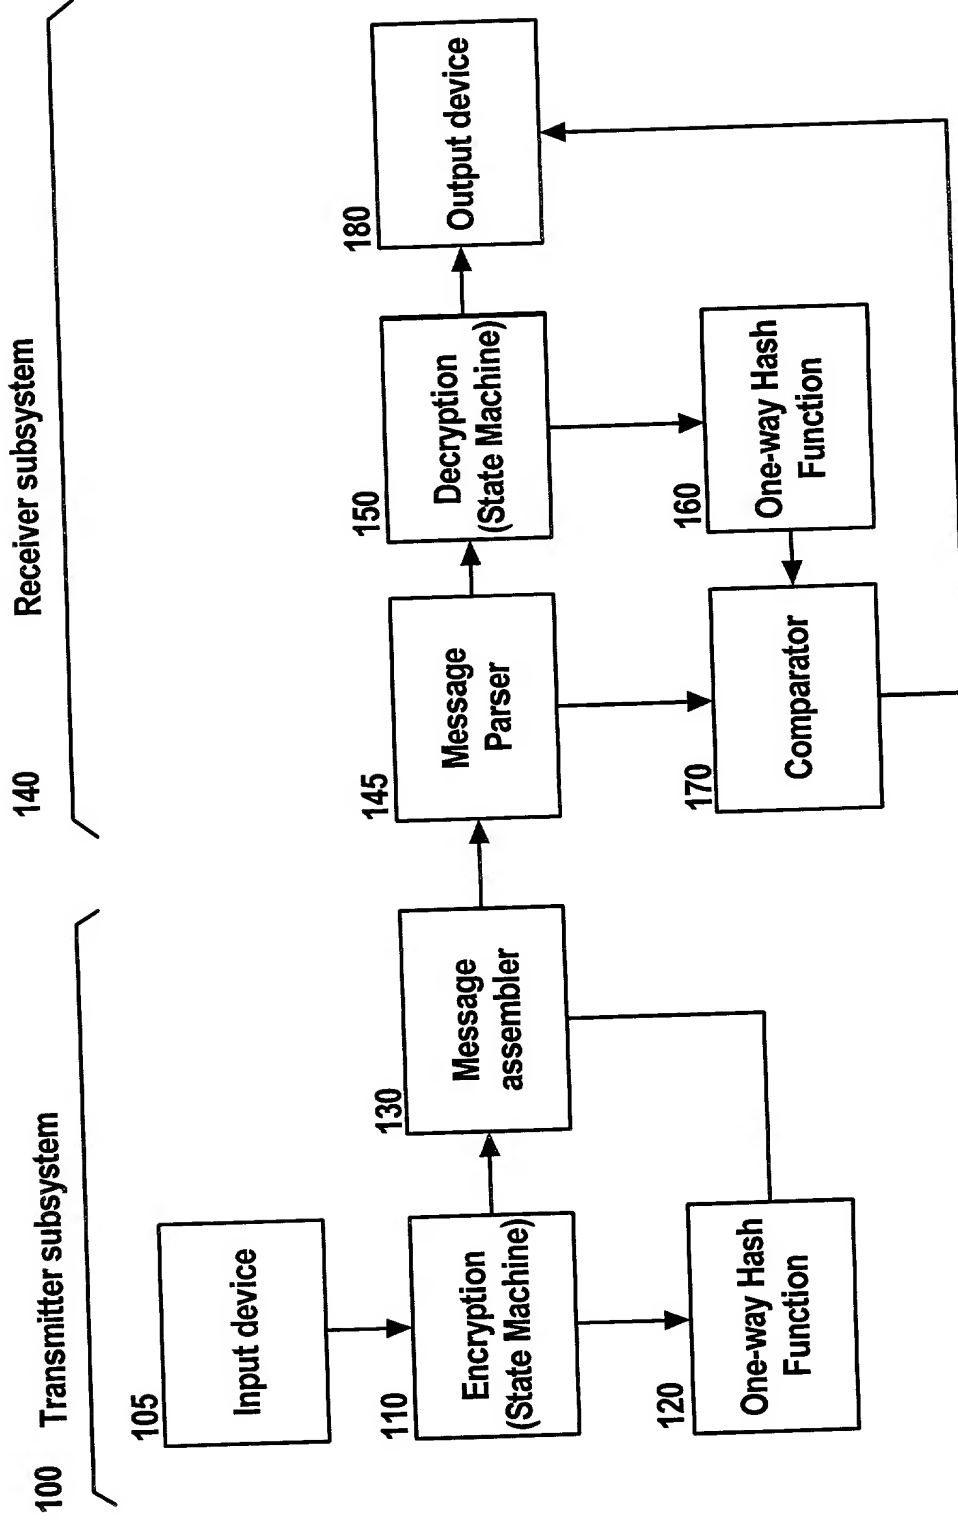 100 Transmitter subsystem
140 Receiver subsystem
105
Input device
110
Encryption
(State Machine)
120
One-way Hash
Function
130
Message
assembler
145
Message
Parser
150
Decryption
(State Machine)
160
One-way Hash
Function
170
Comparator
180
Output device